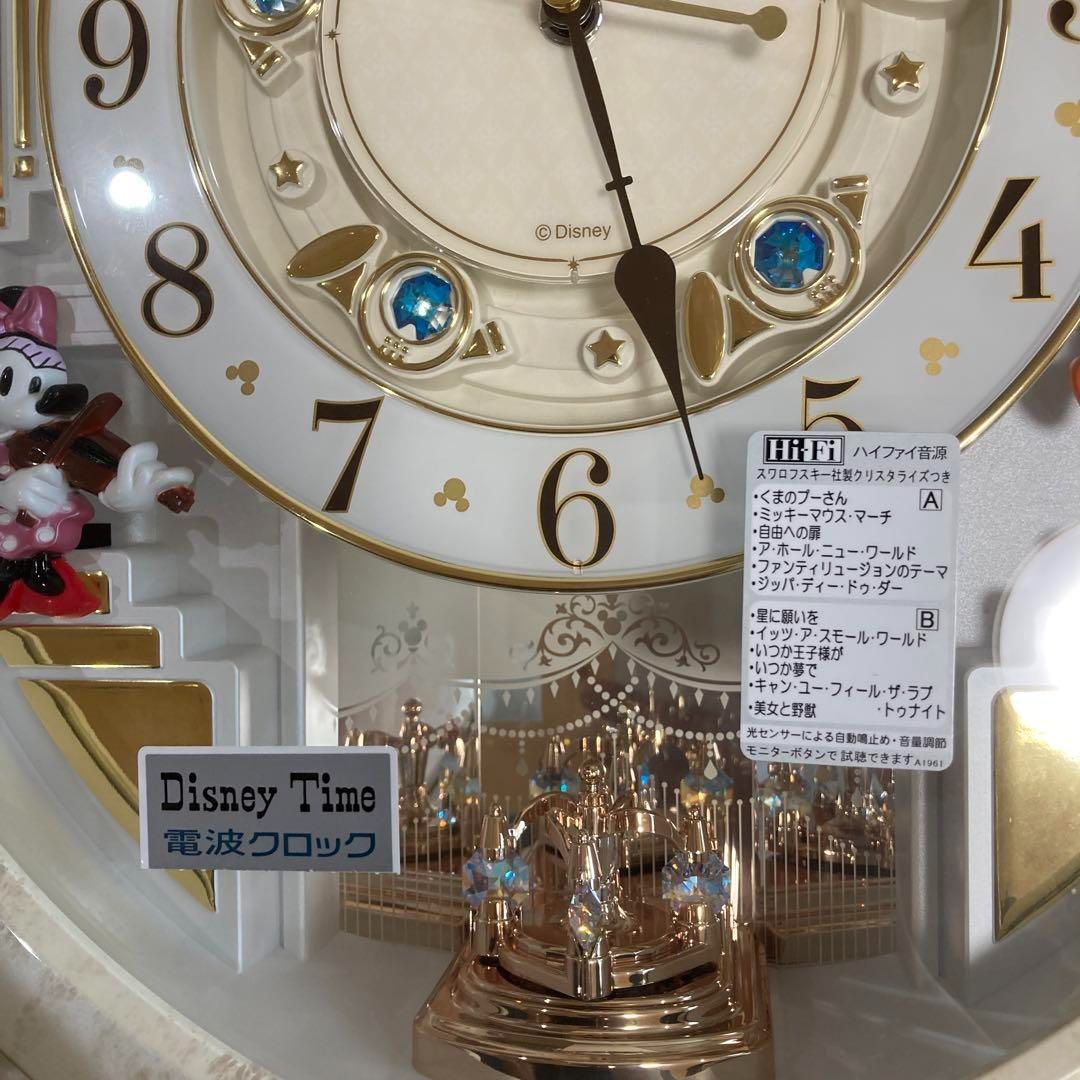 9
8
7
6
5
4
© Disney
Hi-Fi ハイファイ音源
スワロフスキー社製クリスタライズつき
・くまのプーさん A
・ミッキーマウス・マーチ
・自由への扉
・ア・ホール・ニュー・ワールド
・ファンティリュージョンのテーマ
・ジッパ・ディー・ドゥ・ダー
・星に願いを B
・イッツ・ア・スモール・ワールド
・いつか王子様が
・いつか夢で
・キャン・ユー・フィール・ザ・ラブ
・トゥナイト
・美女と野獣
光センサーによる自動鳴止め・音量調節
モニターボタンで試聴できます A1961
Disney Time
電波クロック